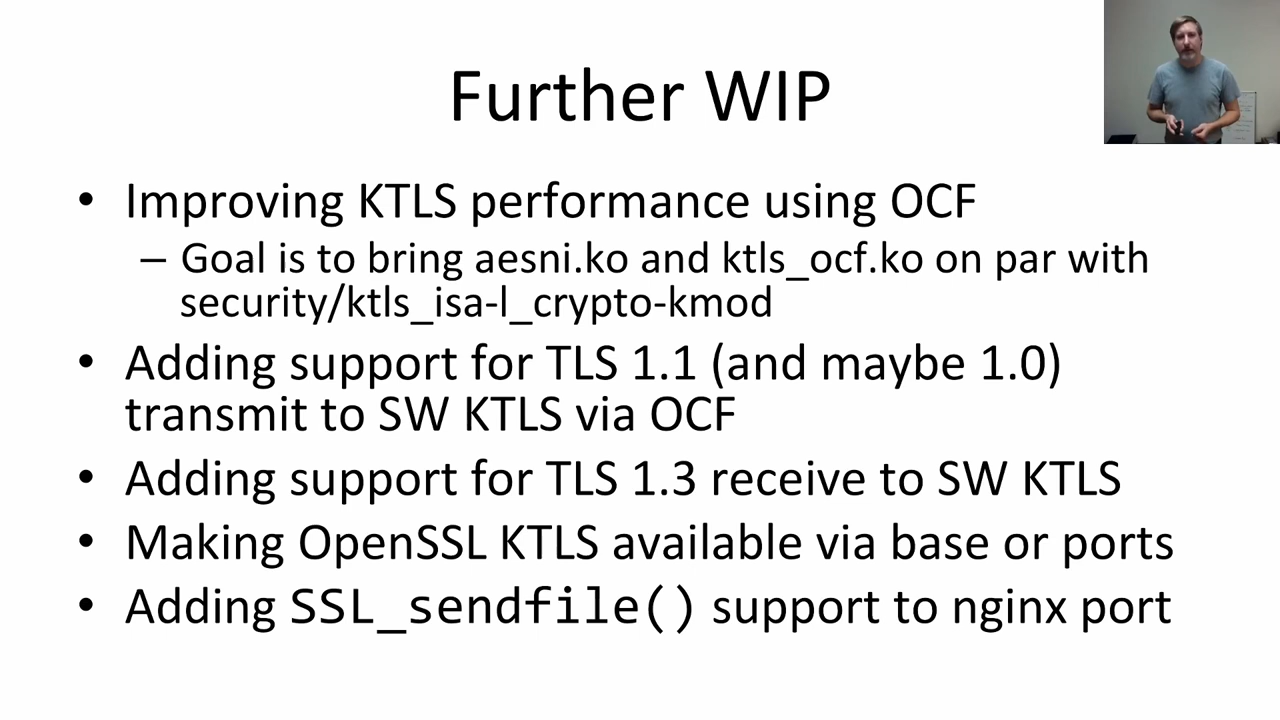 Further WIP
• Improving KTLS performance using OCF
– Goal is to bring aesni.ko and ktls_ocf.ko on par with
security/ktls_isa-l_crypto-kmod
• Adding support for TLS 1.1 (and maybe 1.0)
transmit to SW KTLS via OCF
• Adding support for TLS 1.3 receive to SW KTLS
• Making OpenSSL KTLS available via base or ports
• Adding SSL_sendfile() support to nginx port